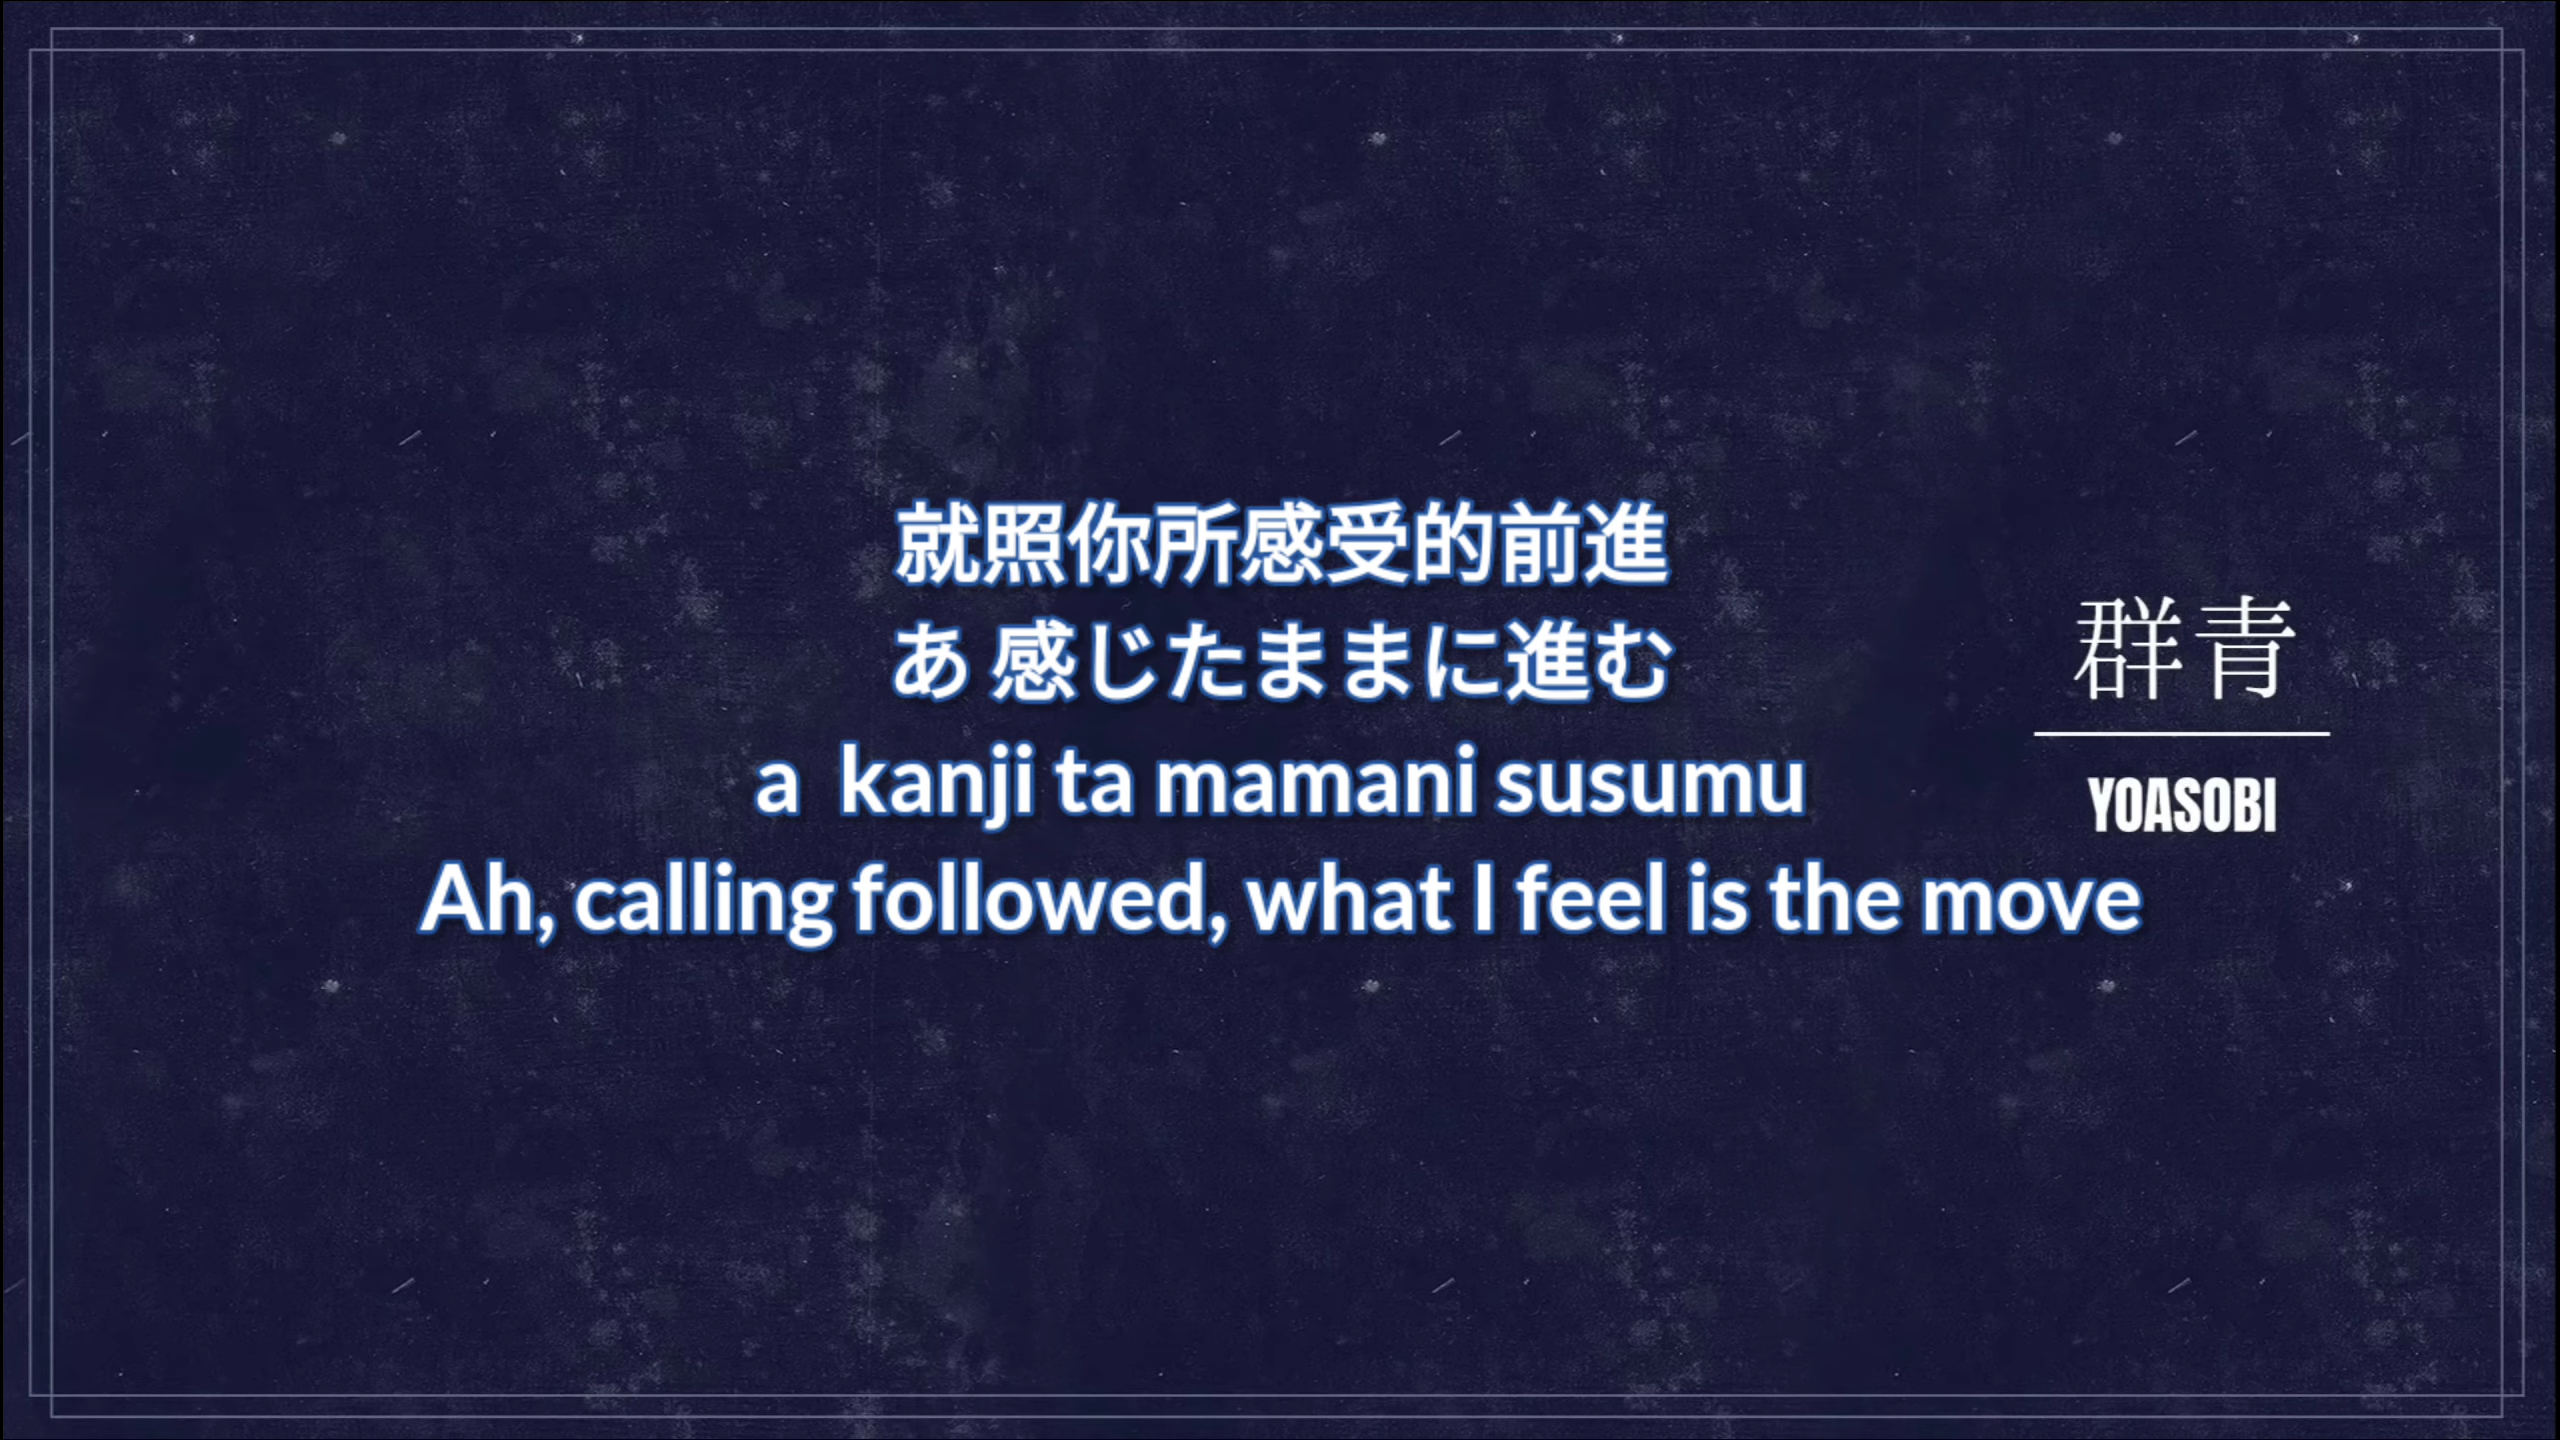 就照你所感受的前進
あ 感じたままに進む
a  kanji ta mamani susumu
Ah, calling followed, what I feel is the move
群青
YOASOBI